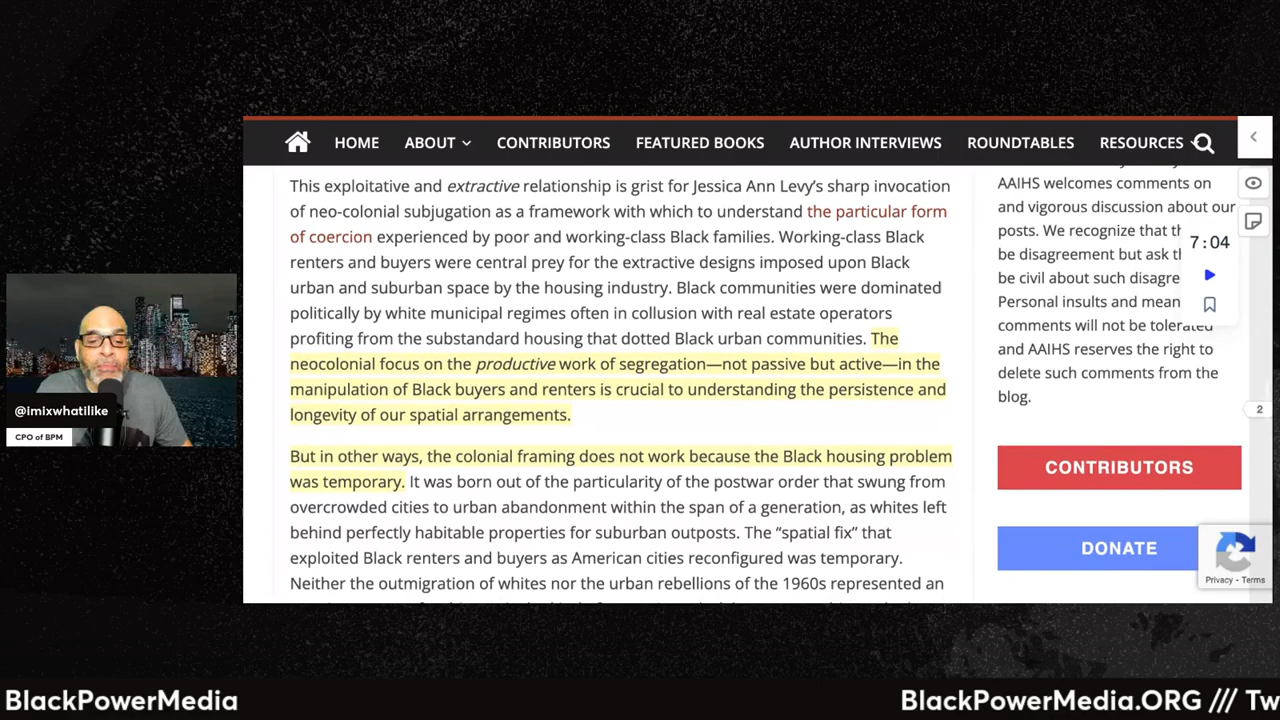 HOME ABOUT CONTRIBUTORS FEATURED BOOKS AUTHOR INTERVIEWS ROUNDTABLES RESOURCES
This exploitative and extractive relationship is grist for Jessica Ann Levy’s sharp invocation
of neo-colonial subjugation as a framework with which to understand the particular form
of coercion experienced by poor and working-class Black families. Working-class Black
renters and buyers were central prey for the extractive designs imposed upon Black
urban and suburban space by the housing industry. Black communities were dominated
politically by white municipal regimes often in collusion with real estate operators
profiting from the substandard housing that dotted Black urban communities. The
neocolonial focus on the productive work of segregation—not passive but active—in the
manipulation of Black buyers and renters is crucial to understanding the persistence and
longevity of our spatial arrangements.
But in other ways, the colonial framing does not work because the Black housing problem
was temporary. It was born out of the particularity of the postwar order that swung from
overcrowded cities to urban abandonment within the span of a generation, as whites left
behind perfectly habitable properties for suburban outposts. The “spatial fix” that
exploited Black renters and buyers as American cities reconfigured was temporary.
Neither the outmigration of whites nor the urban rebellions of the 1960s represented an
AAIHS welcomes comments on
and vigorous discussion about our
posts. We recognize that th
be disagreement but ask th
be civil about such disagre
Personal insults and mean
comments will not be tolerated
and AAIHS reserves the right to
delete such comments from the
blog.
7:04
2
CONTRIBUTORS
DONATE
Privacy - Terms
@imixwhatilike
CPO of BPM
BlackPowerMedia
BlackPowerMedia.ORG /// Tw